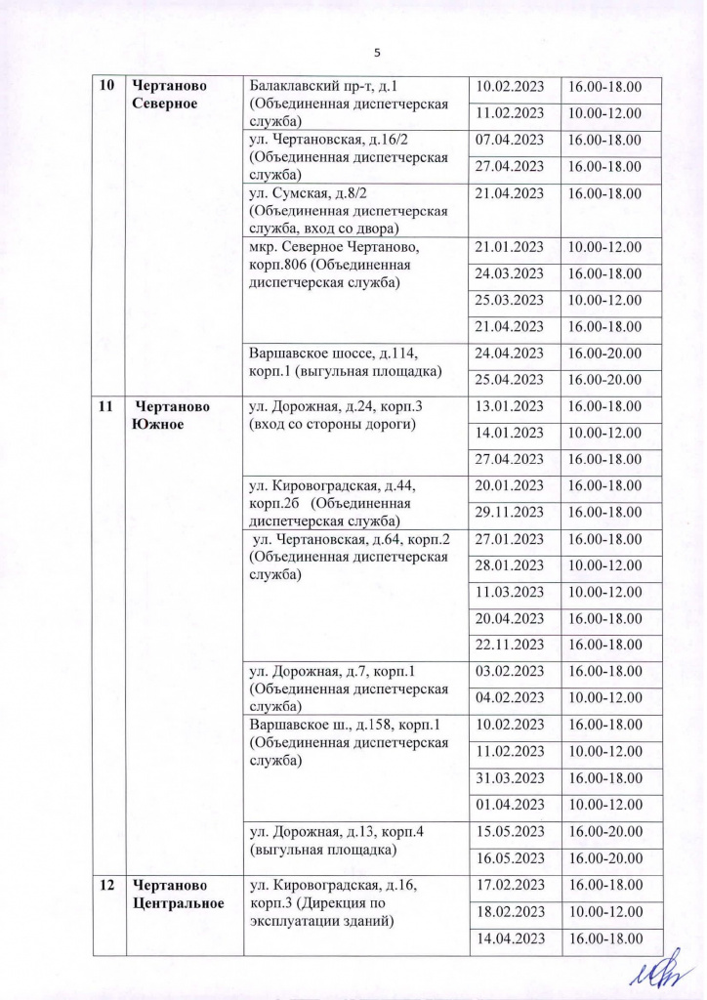 5
10 Чертаново Балаклавский пр-т, д.1 10.02.2023 16.00-18.00
Северное (Объединенная диспетчерская 11.02.2023 10.00-12.00
служба)
ул. Чертановская, д.16/2 07.04.2023 16.00-18.00
(Объединенная диспетчерская 27.04.2023 16.00-18.00
служба)
ул. Сумская, д.8/2 21.04.2023 16.00-18.00
(Объединенная диспетчерская
служба, вход со двора)
мкр. Северное Чертаново, 21.01.2023 10.00-12.00
корп.806 (Объединенная 24.03.2023 16.00-18.00
диспетчерская служба)
25.03.2023 10.00-12.00
21.04.2023 16.00-18.00
Варшавское шоссе, д.114, 24.04.2023 16.00-20.00
корп.1 (выгульная площадка) 25.04.2023 16.00-20.00
11 Чертаново ул. Дорожная, д.24, корп.3 13.01.2023 16.00-18.00
Южное (вход со стороны дороги) 14.01.2023 10.00-12.00
27.04.2023 16.00-18.00
ул. Кировоградская, д.44, 20.01.2023 16.00-18.00
корп.2б (Объединенная 29.11.2023 16.00-18.00
диспетчерская служба)
ул. Чертановская, д.64, корп.2 27.01.2023 16.00-18.00
(Объединенная диспетчерская 28.01.2023 10.00-12.00
служба)
11.03.2023 10.00-12.00
20.04.2023 16.00-18.00
22.11.2023 16.00-18.00
ул. Дорожная, д.7, корп.1 03.02.2023 16.00-18.00
(Объединенная диспетчерская 04.02.2023 10.00-12.00
служба)
Варшавское ш., д.158, корп.1 10.02.2023 16.00-18.00
(Объединенная диспетчерская 11.02.2023 10.00-12.00
служба)
31.03.2023 16.00-18.00
01.04.2023 10.00-12.00
ул. Дорожная, д.13, корп.4 15.05.2023 16.00-20.00
(выгульная площадка) 16.05.2023 16.00-20.00
12 Чертаново ул. Кировоградская, д.16, 17.02.2023 16.00-18.00
Центральное корп.3 (Дирекция по 18.02.2023 10.00-12.00
эксплуатации зданий)
14.04.2023 16.00-18.00